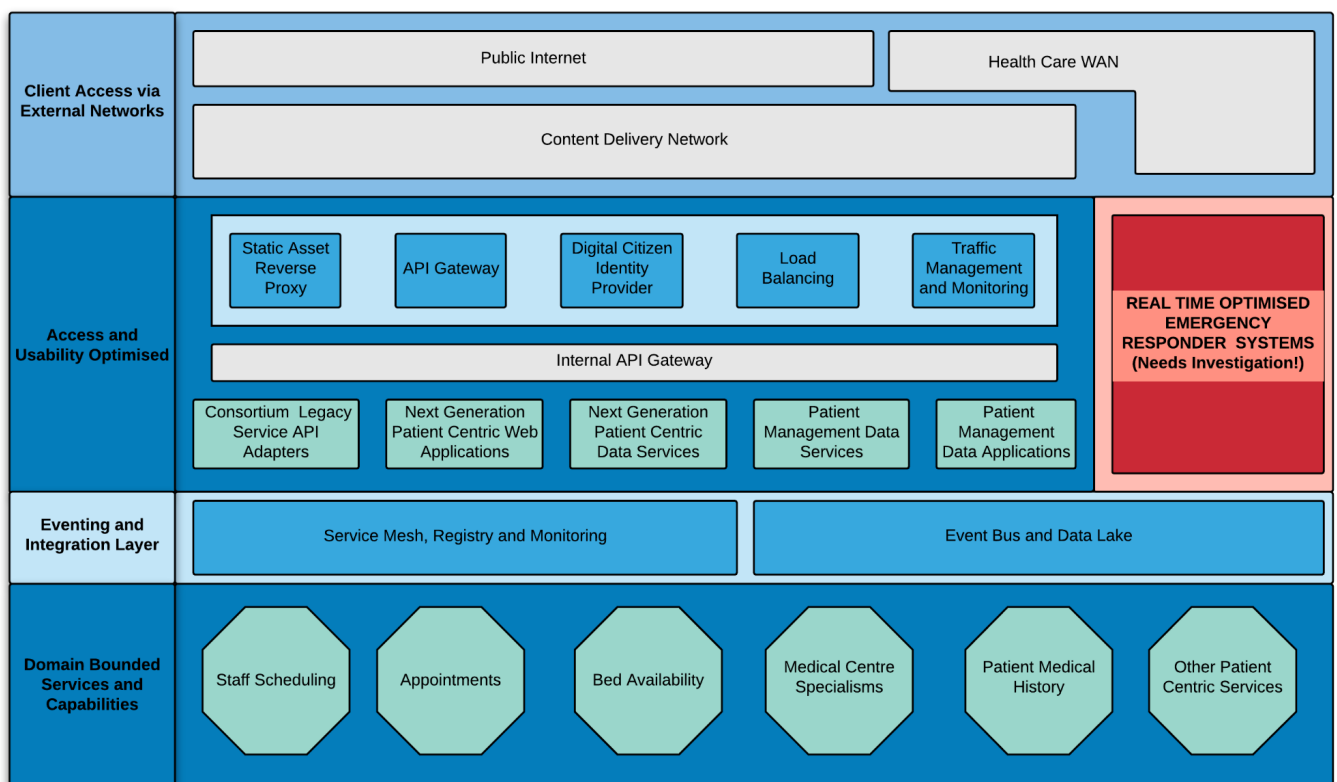 Client Access via
External Networks
Public Internet
Health Care WAN
Content Delivery Network
Access and
Usability Optimised
Static Asset
Reverse
Proxy
API Gateway
Digital Citizen
Identity
Provider
Load
Balancing
Traffic
Management
and Monitoring
Internal API Gateway
Consortium Legacy
Service API
Adapters
Next Generation
Patient Centric Web
Applications
Next Generation
Patient Centric
Data Services
Patient
Management Data
Services
Patient
Management
Data Applications
REAL TIME OPTIMISED
EMERGENCY
RESPONDER SYSTEMS
(Needs Investigation!)
Eventing and
Integration Layer
Service Mesh, Registry and Monitoring
Event Bus and Data Lake
Domain Bounded
Services and
Capabilities
Staff Scheduling
Appointments
Bed Availability
Medical Centre
Specialisms
Patient Medical
History
Other Patient
Centric Services